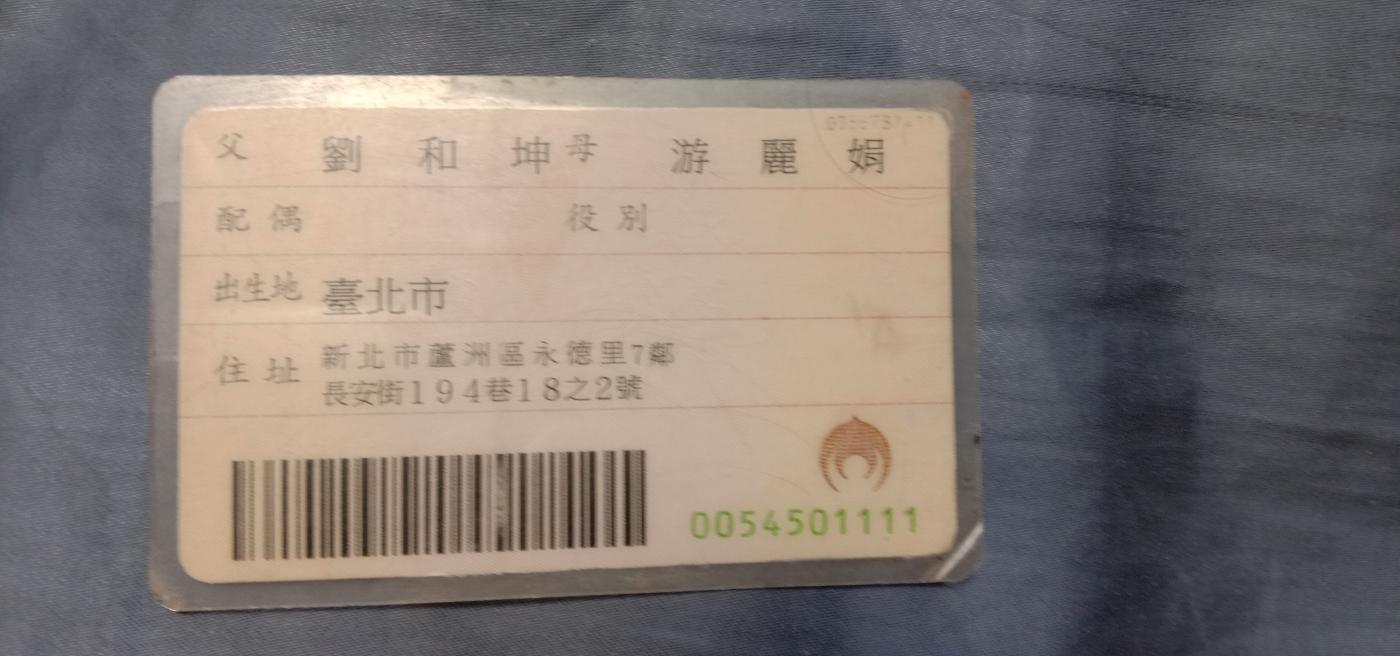 父 劉和坤 母 游麗娟
配偶 役別
出生地 臺北市
住址 新北市蘆洲區永德里7鄰
長安街194巷18之2號
0054501111